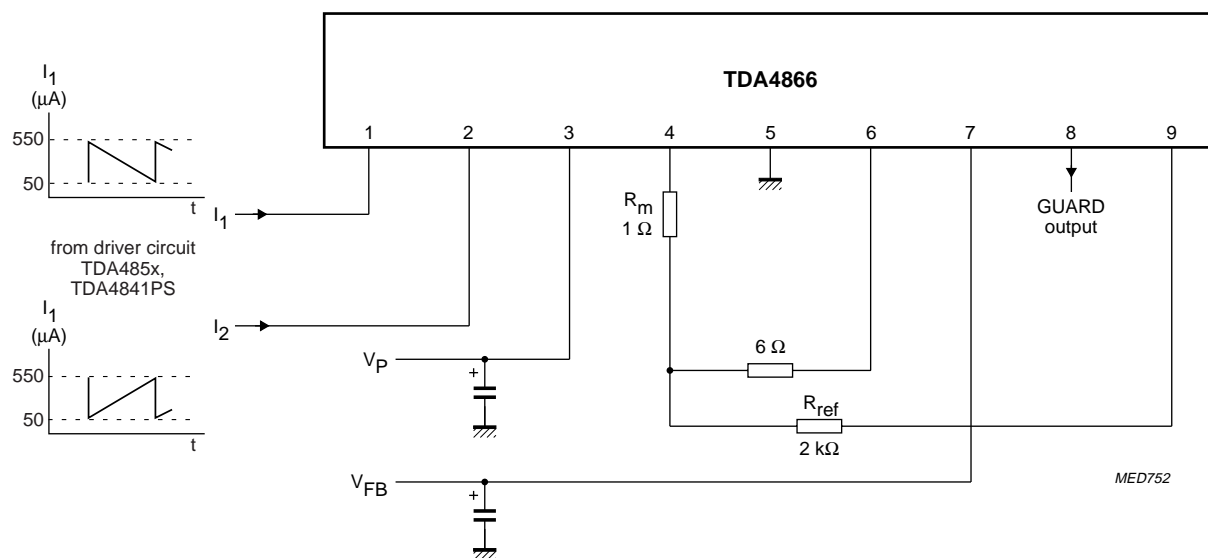 TDA4866
1 2 3 4 5 6 7 8 9
I1
(μA)
550
50
t
I1
from driver circuit
TDA485x,
TDA4841PS
I1
(μA)
550
50
t
I2
VP
+
VFB
+
Rm
1 Ω
6 Ω
Rref
2 kΩ
GUARD
output
MED752